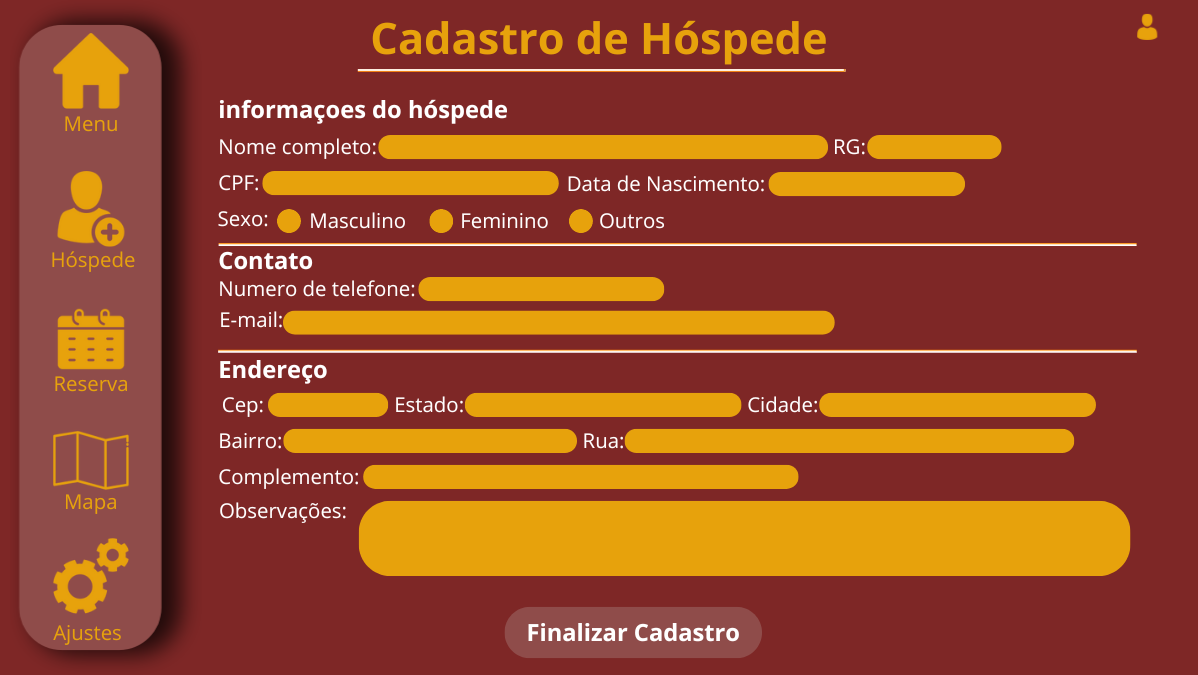 Cadastro de Hóspede
Menu
Hóspede
Reserva
Mapa
Ajustes
informaçoes do hóspede
Nome completo: RG:
CPF: Data de Nascimento:
Sexo: Masculino Feminino Outros
Contato
Numero de telefone:
E-mail:
Endereço
Cep: Estado: Cidade:
Bairro: Rua:
Complemento:
Observações:
Finalizar Cadastro